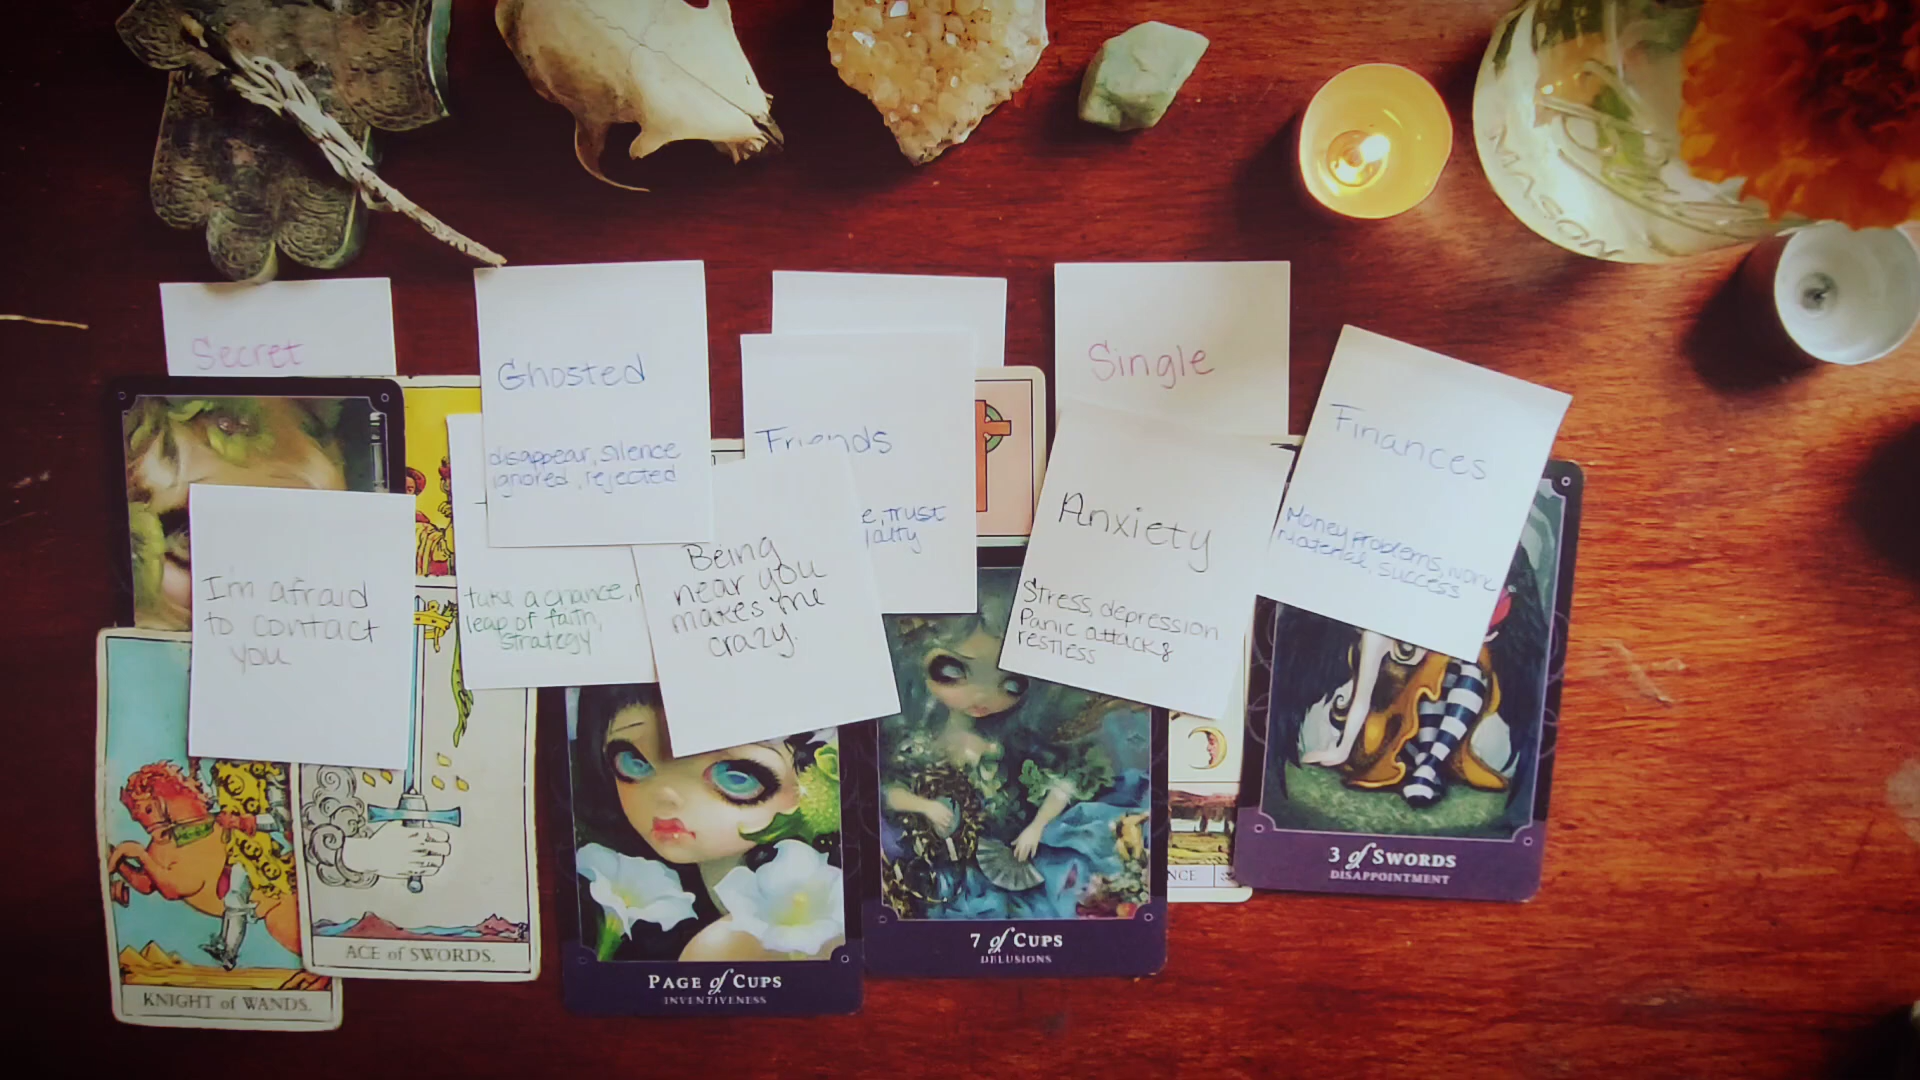 MASON
Secret
Ghosted
disappear, silence
ignored, rejected
Single
Finances
Money problems, work
Material, success
Friends
trust
Anxiety
Stress, depression
Panic attacks
restless
I'm afraid
to contact
you
take a chance,
leap of faith,
strategy
Being
near you
makes me
crazy.
KNIGHT of WANDS.
ACE of SWORDS.
PAGE of CUPS
INVENTIVENESS
7 of CUPS
DELUSIONS
NCE
3 of SWORDS
DISAPPOINTMENT